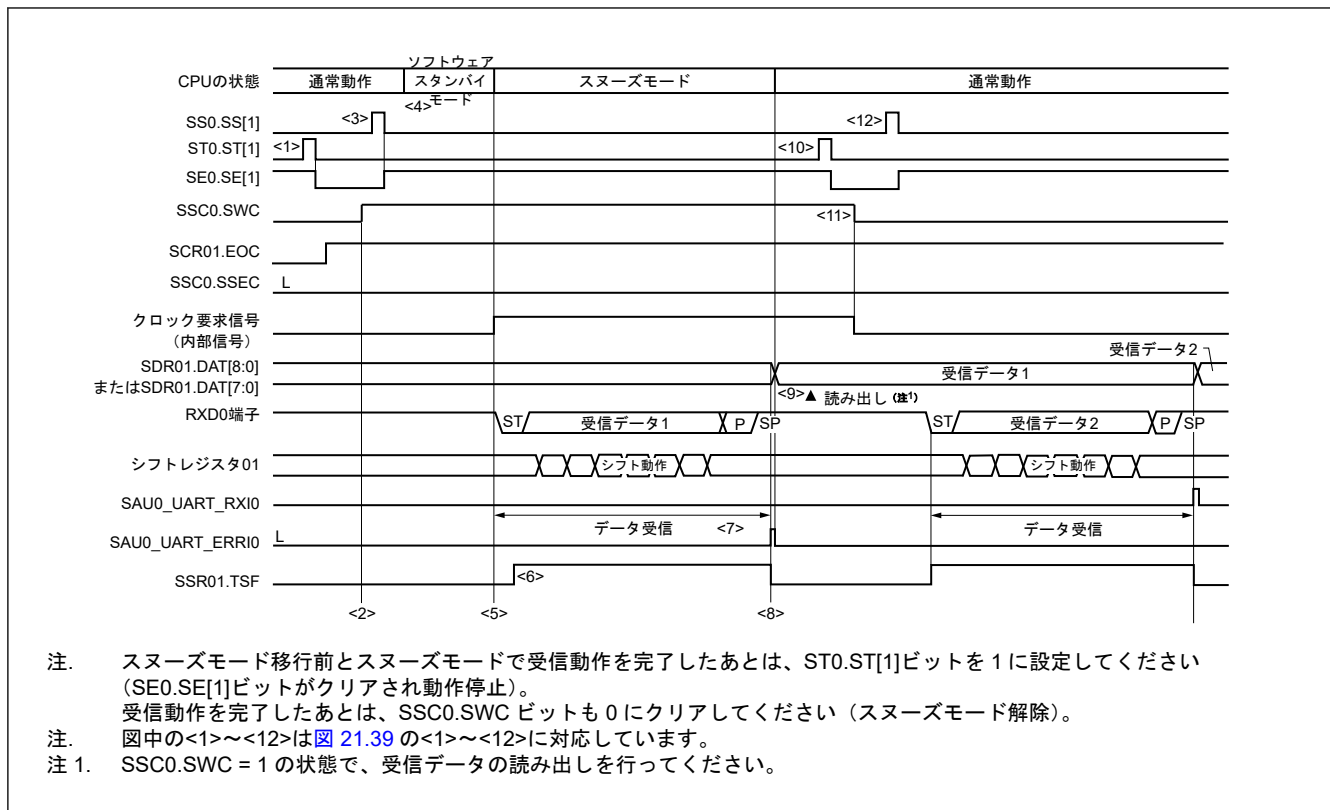 ソフトウェア
CPUの状態 通常動作 スタンバイ スヌーズモード 通常動作
<4> モード
SS0.SS[1] <3> <12>
ST0.ST[1] <1> <10>
SE0.SE[1]
SSC0.SWC <11>
SCR01.EOC
SSC0.SSEC L
クロック要求信号
（内部信号）
受信データ2
SDR01.DAT[8:0]
またはSDR01.DAT[7:0] 受信データ1
<9>▲ 読み出し (注1)
RXD0端子 ST 受信データ1 P SP ST 受信データ2 P SP
シフトレジスタ01 シフト動作 シフト動作
SAU0_UART_RXI0
データ受信 <7> データ受信
SAU0_UART_ERRI0 L
SSR01.TSF <6>
<2> <5> <8>
注. スヌーズモード移行前とスヌーズモードで受信動作を完了したあとは、ST0.ST[1]ビットを 1 に設定してください
（SE0.SE[1]ビットがクリアされ動作停止）。
受信動作を完了したあとは、SSC0.SWC ビットも 0 にクリアしてください（スヌーズモード解除）。
注. 図中の<1>～<12>は図 21.39 の<1>～<12>に対応しています。
注 1. SSC0.SWC = 1 の状態で、受信データの読み出しを行ってください。